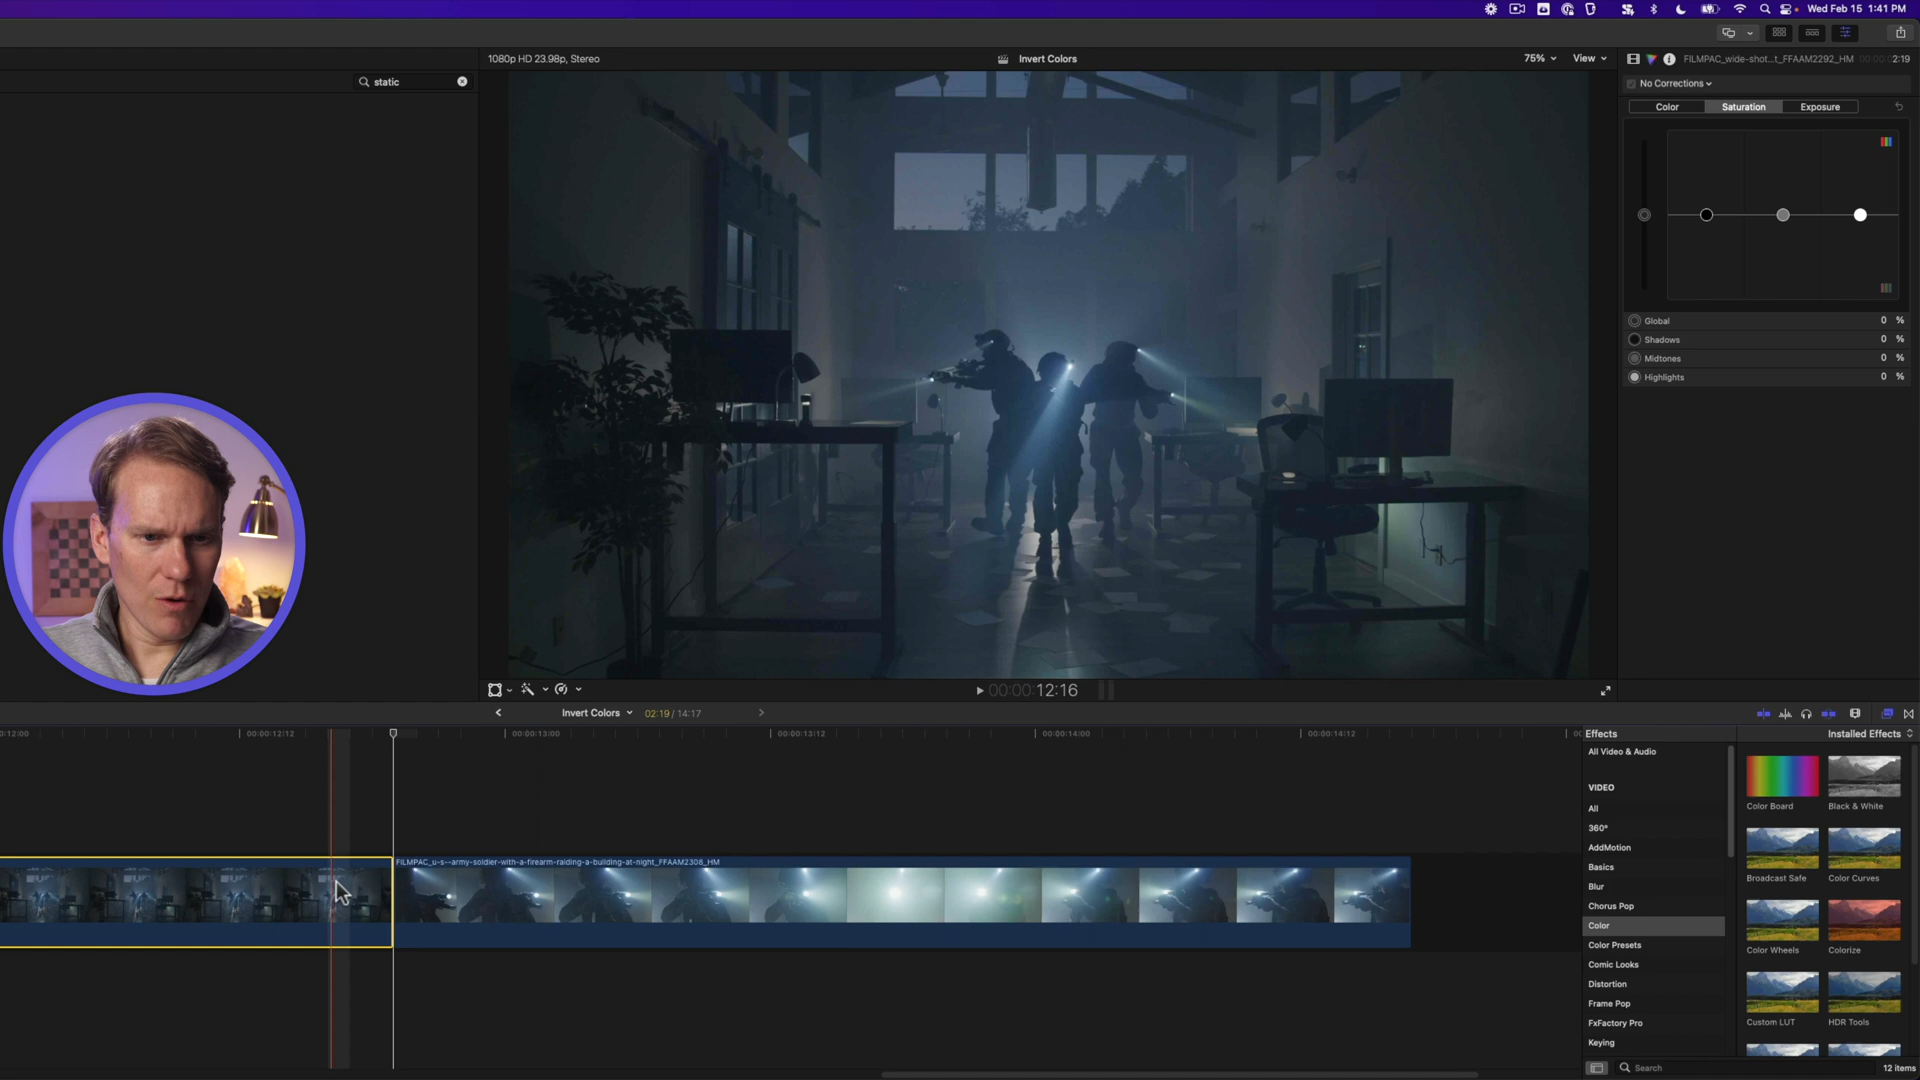 Wed Feb 15 1:41 PM
1080p HD 23.98p, Stereo
Invert Colors
75%
View
FILMPAC_wide-shot...t_FFAAM2292_HM
2:19
static
No Corrections
Color
Saturation
Exposure
Global 0 %
Shadows 0 %
Midtones 0 %
Highlights 0 %
00:00:12:16
Invert Colors
02:19 / 14:17
00:00:12:12
00:00:13:00
00:00:13:12
00:00:14:00
00:00:14:12
FILMPAC_u-s--army-soldier-with-a-firearm-raiding-a-building-at-night_FFAAM2308_HM
Effects
Installed Effects
All Video & Audio
VIDEO
All
360°
AddMotion
Basics
Blur
Chorus Pop
Color
Color Presets
Comic Looks
Distortion
Frame Pop
FxFactory Pro
Keying
Color Board
Black & White
Broadcast Safe
Color Curves
Color Wheels
Colorize
Custom LUT
HDR Tools
Search
12 items